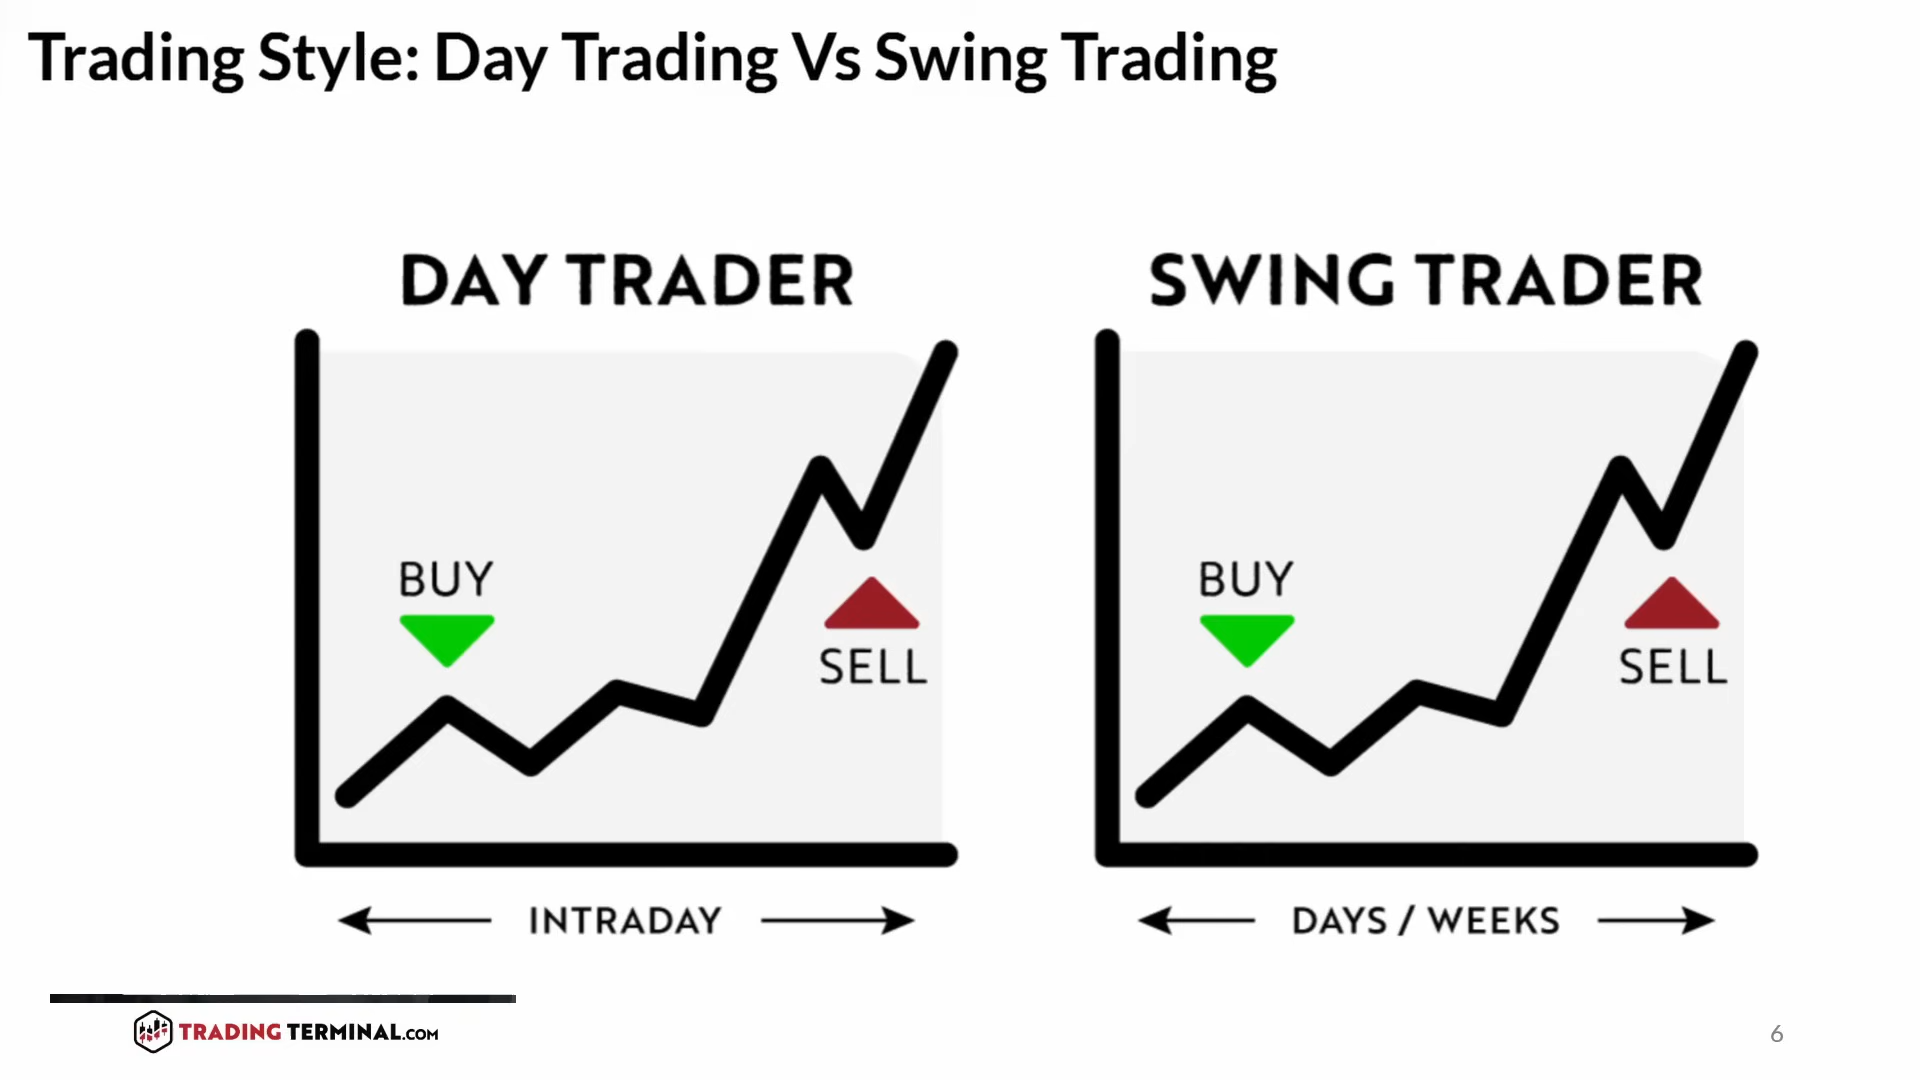 Trading Style: Day Trading Vs Swing Trading
DAY TRADER
BUY
SELL
INTRADAY
SWING TRADER
BUY
SELL
DAYS / WEEKS
TRADING TERMINAL.COM
6